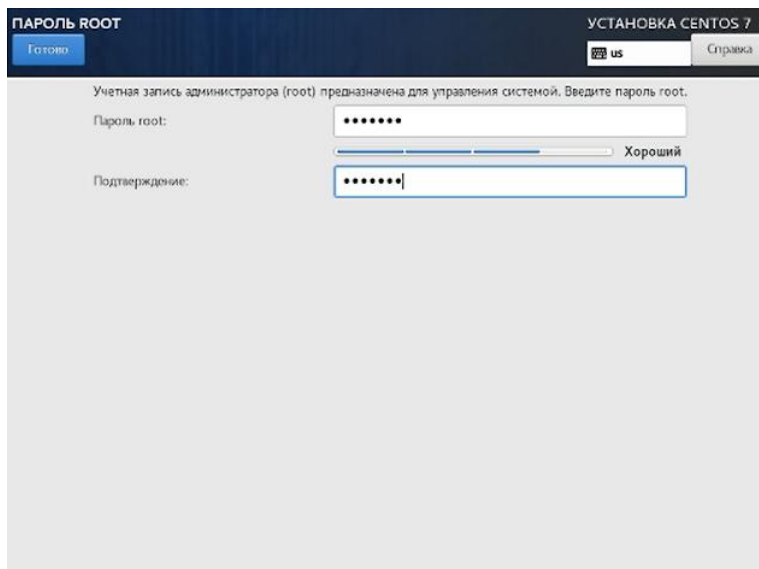 ПАРОЛЬ ROOT
УСТАНОВКА CENTOS 7
Готово
us
Справка
Учетная запись администратора (root) предназначена для управления системой. Введите пароль root.
Пароль root:
•••••••
Хороший
Подтверждение:
•••••••